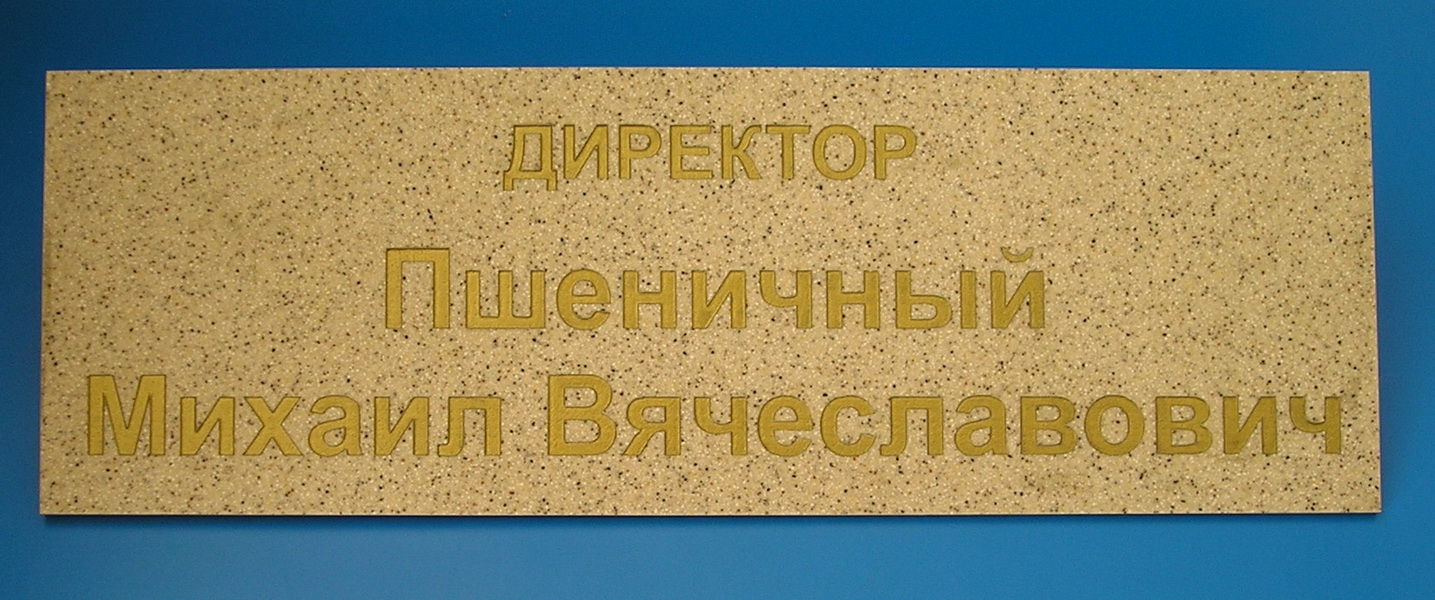 ДИРЕКТОР
Пшеничный
Михаил Вячеславович